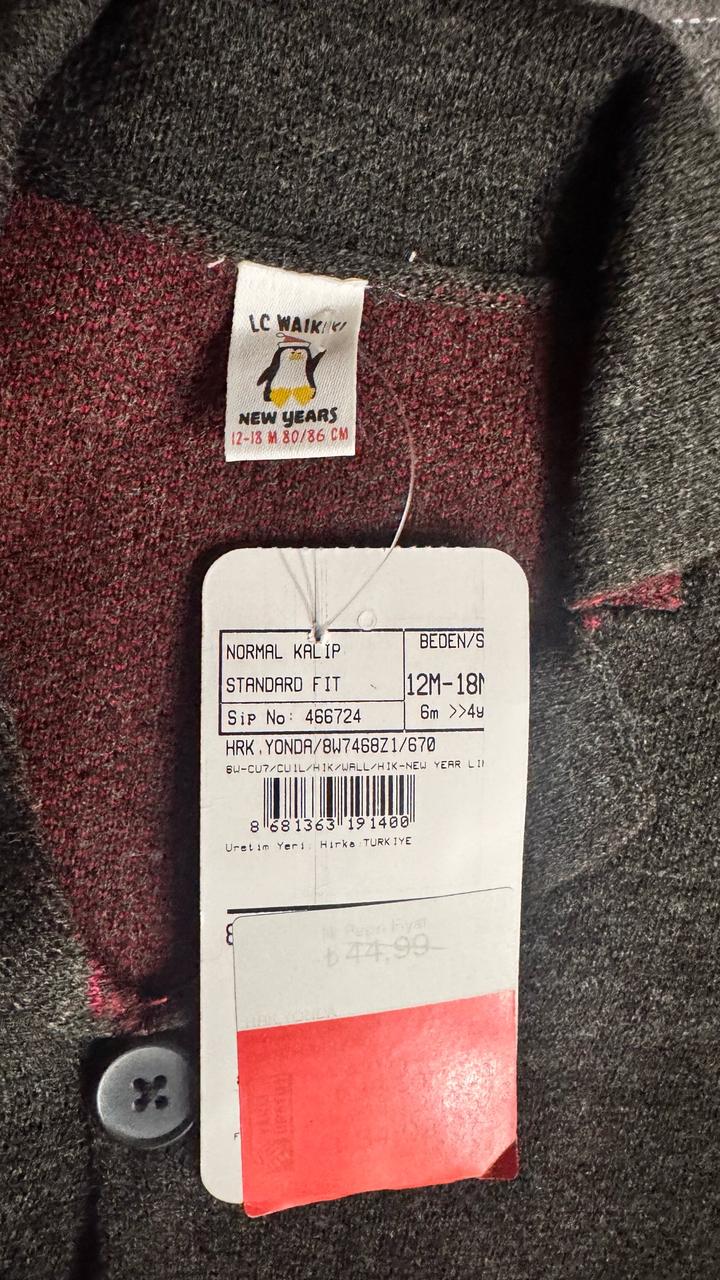 LC WAIKIKI
NEW YEARS
12-18 M 80/86 CM
NORMAL KALIP
STANDARD FIT
Sip No: 466724
BEDEN/S
12M-18M
6m >>4y
HRK.YONDA/8W7468Z1/670
8W-CU7/CU1L/HIK/WALL/HIK-NEW YEAR LI
8 681363 191400
Uretim Yeri: Hirka:TURKIYE
₺44,99